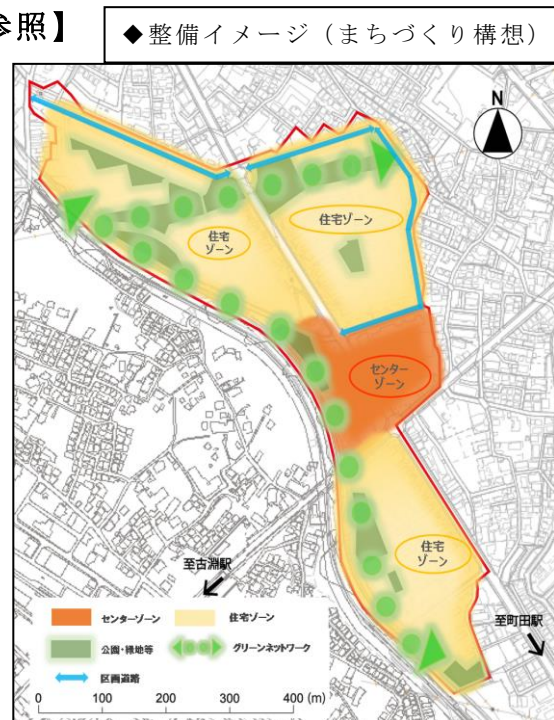 参照】
◆整備イメージ（まちづくり構想）
N
住宅
ゾーン
住宅ゾーン
センター
ゾーン
住宅
ゾーン
至古淵駅
至町田駅
センターゾーン
住宅ゾーン
公園・緑地等
グリーンネットワーク
区画道路
0 100 200 300 400 (m)